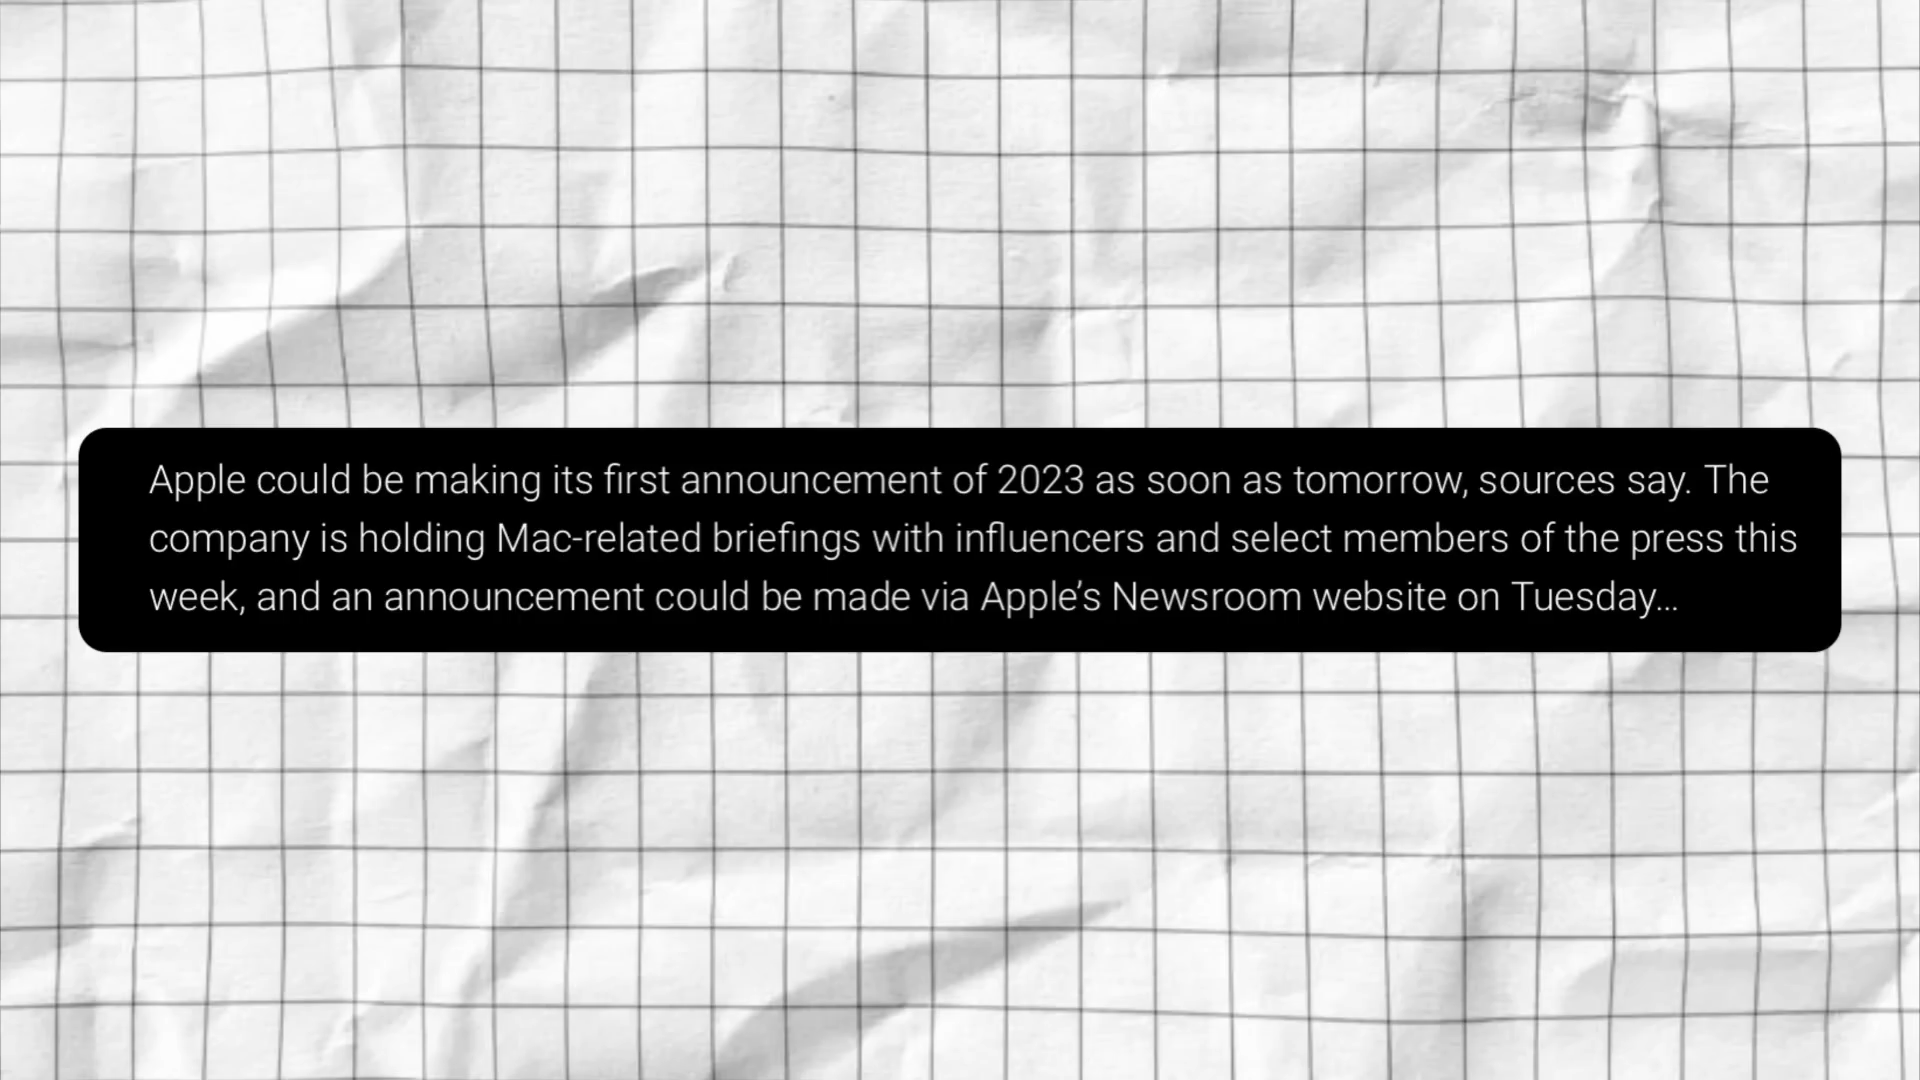 Apple could be making its first announcement of 2023 as soon as tomorrow, sources say. The
company is holding Mac-related briefings with influencers and select members of the press this
week, and an announcement could be made via Apple’s Newsroom website on Tuesday...